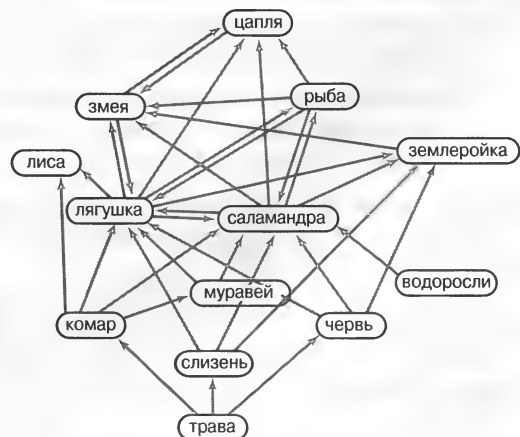 цапля
змея
рыба
лиса
землеройка
лягушка
саламандра
муравей
водоросли
комар
червь
слизень
трава